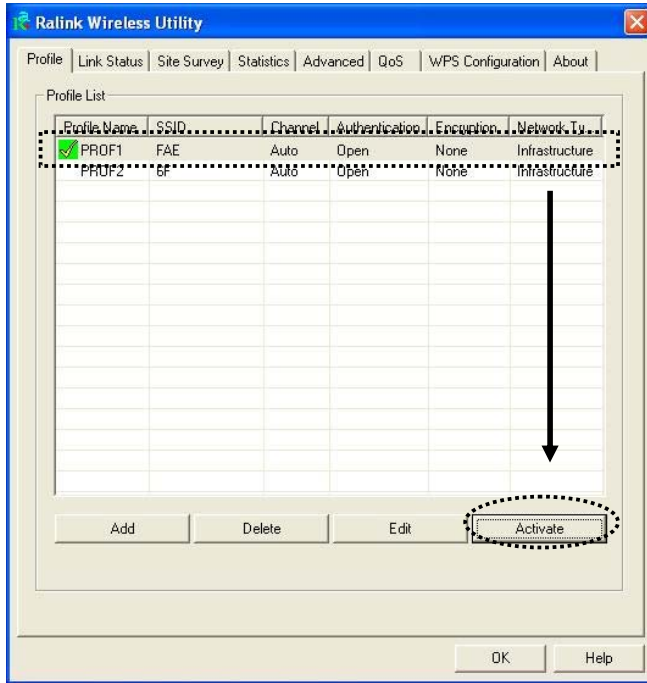 Ralink Wireless Utility
Profile Link Status Site Survey Statistics Advanced QoS WPS Configuration About
Profile List
Profile Name SSID Channel Authentication Encryption Network Ty...
PROF1 FAE Auto Open None Infrastructure
PROF2 6F Auto Open None Infrastructure
Add Delete Edit Activate
OK Help